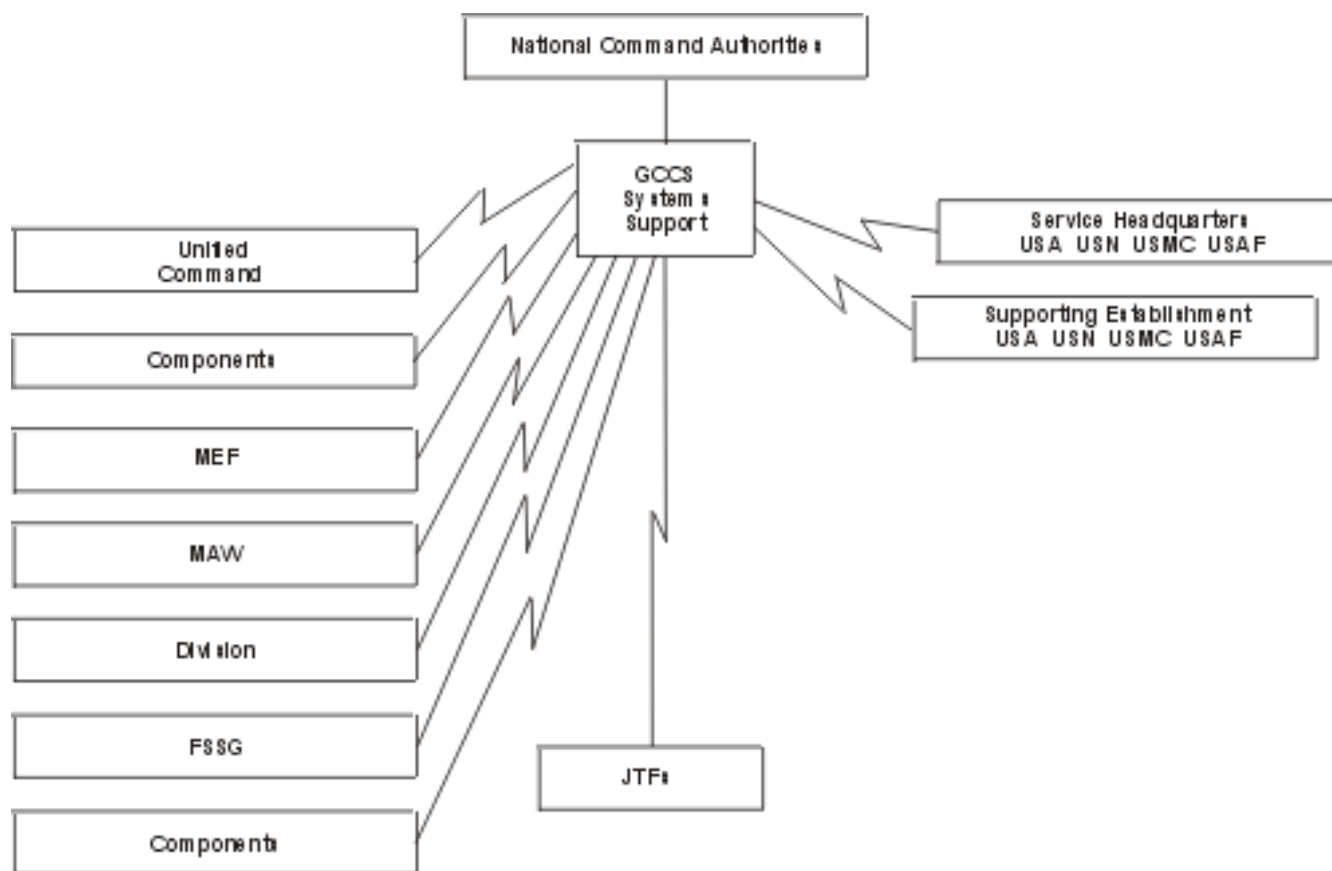 National Command Authorities
GCCS
Systems
Support
Service Headquarters
USA USN USMC USAF
Unified
Command
Supporting Establishment
USA USN USMC USAF
Components
MEF
MAW
Division
FSSG
JTFs
Components